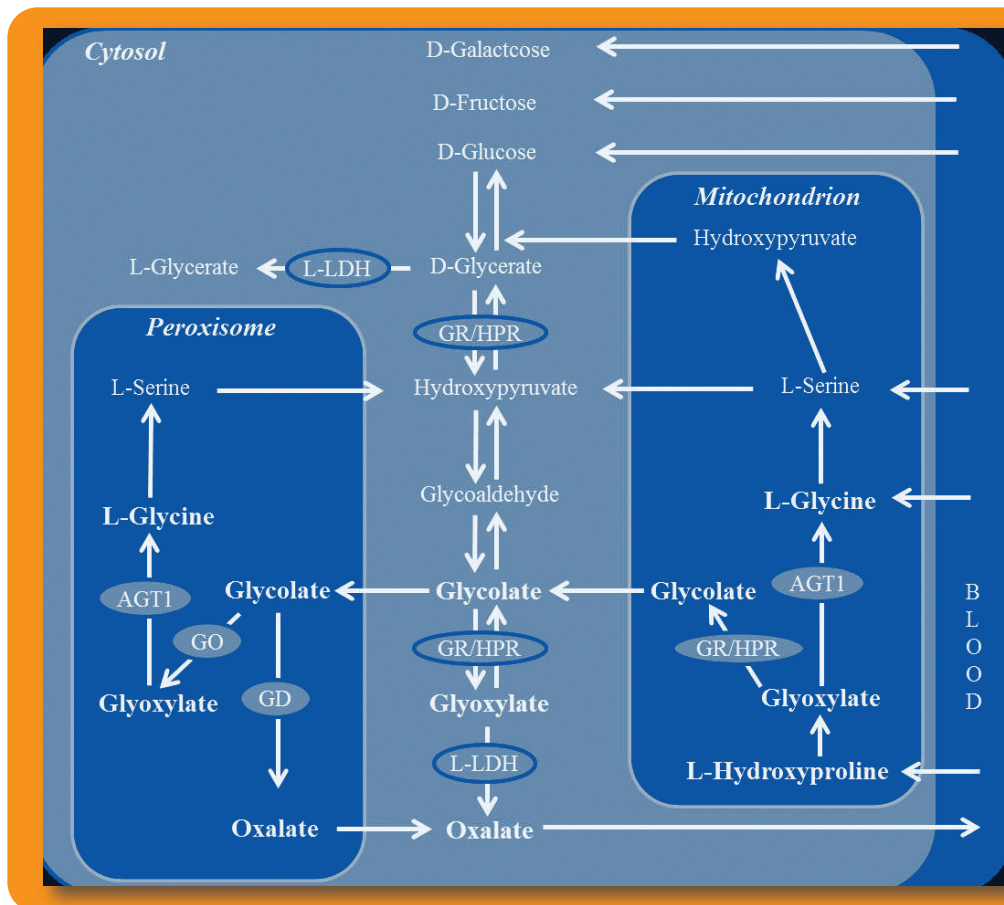 Cytosol
D-Galactcose
D-Fructose
D-Glucose
Mitochondrion
Hydroxypyruvate
L-Glycerate
L-LDH
D-Glycerate
Peroxisome
GR/HPR
L-Serine
Hydroxypyruvate
L-Serine
Glycoaldehyde
L-Glycine
L-Glycine
AGT1
Glycolate
Glycolate
Glycolate
AGT1
GO
GR/HPR
GR/HPR
Glyoxylate
GD
Glyoxylate
Glyoxylate
L-LDH
L-Hydroxyproline
Oxalate
Oxalate
B
L
O
O
D